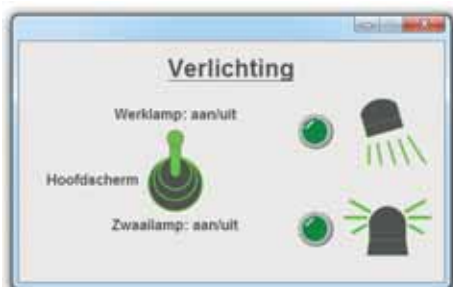 Verlichting
Werklamp: aan/uit
Hoofdscherm
Zwaailamp: aan/uit